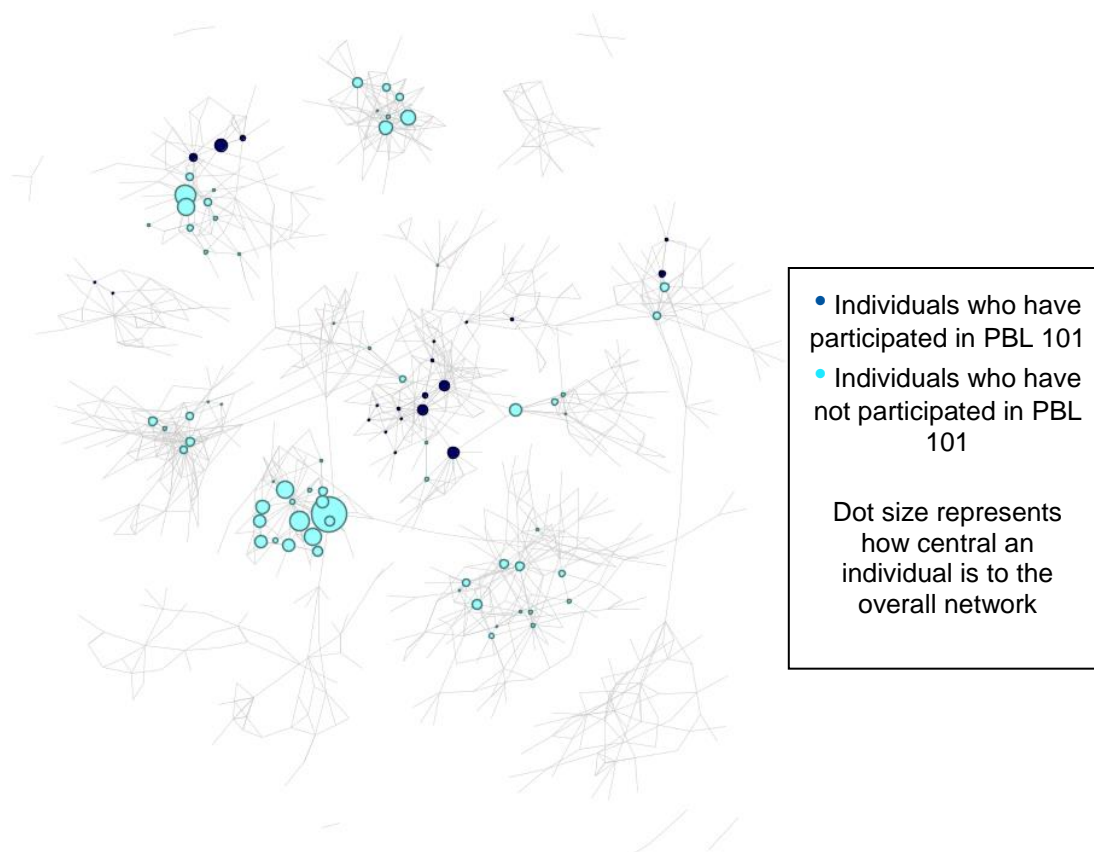 • Individuals who have
participated in PBL 101
• Individuals who have
not participated in PBL
101
Dot size represents
how central an
individual is to the
overall network